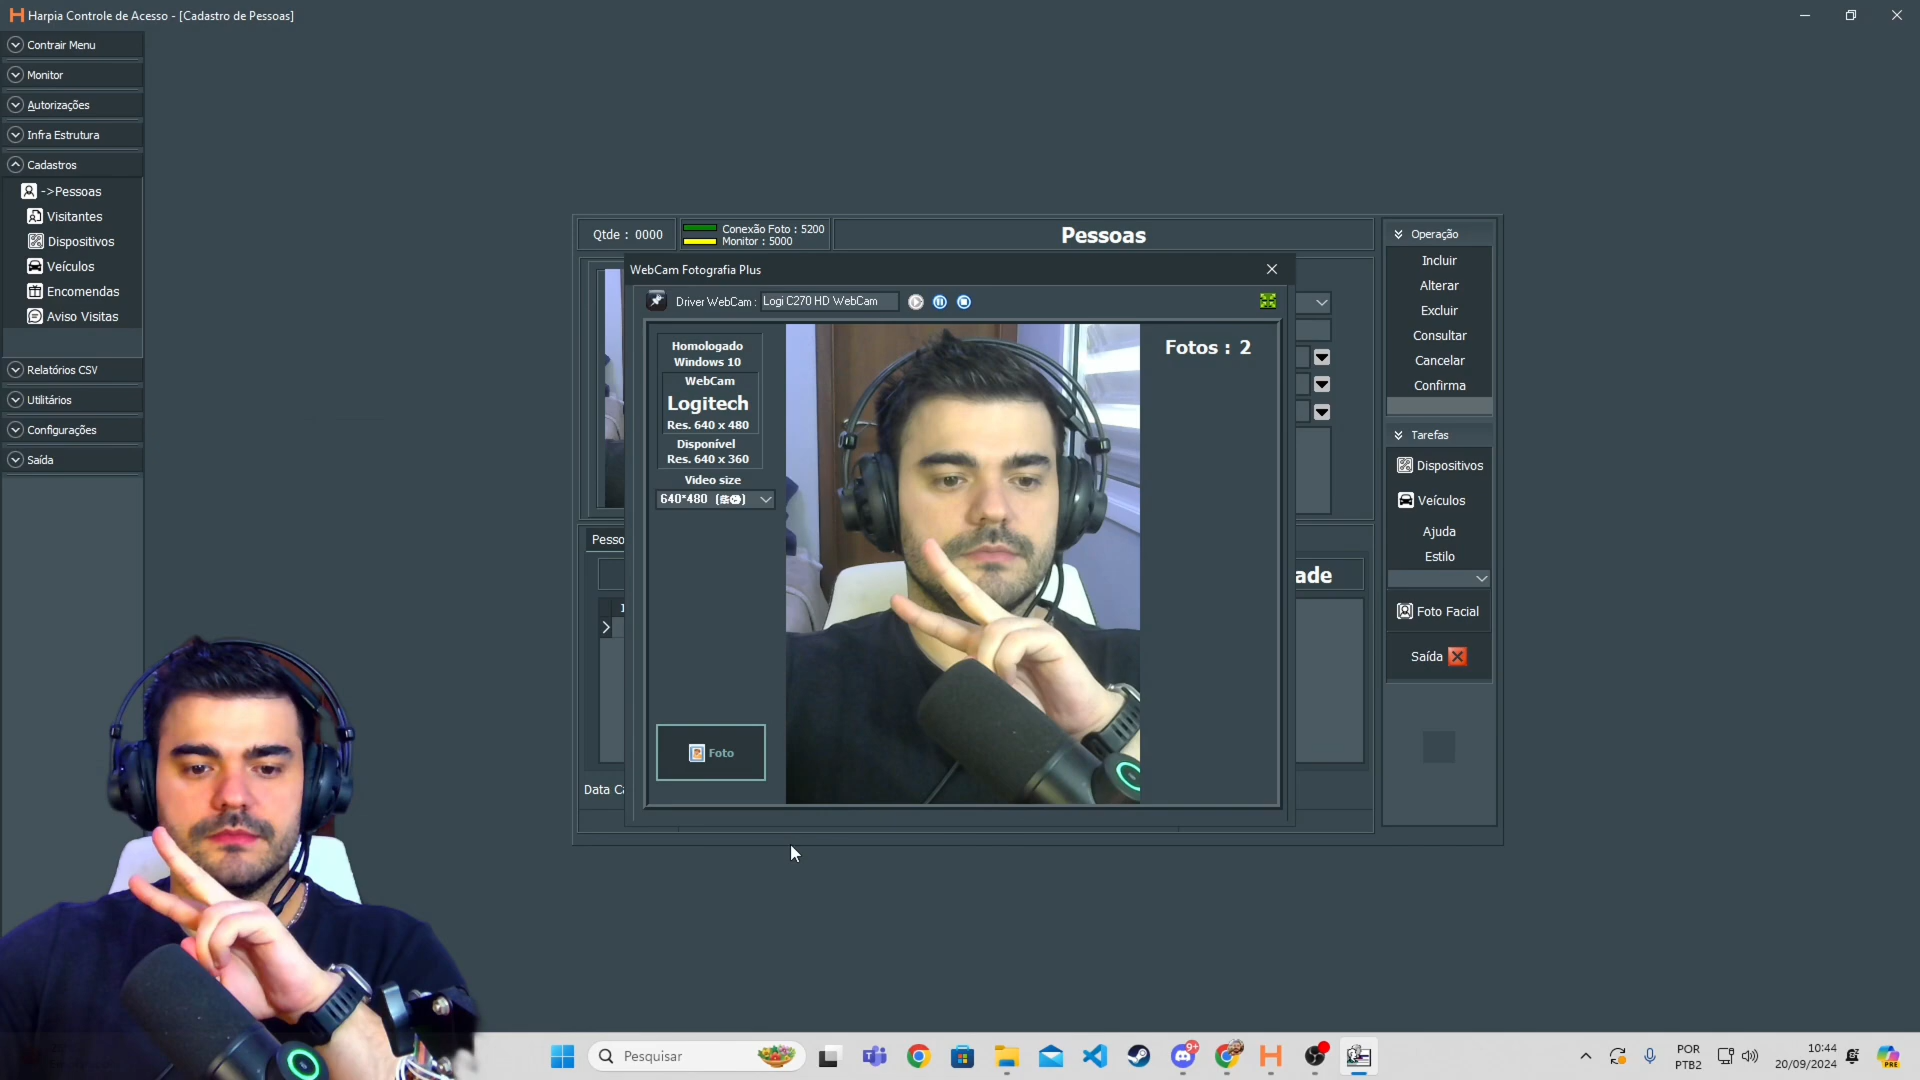 Harpia Controle de Acesso - [Cadastro de Pessoas]
Contrair Menu
Monitor
Autorizações
Infra Estrutura
Cadastros
->Pessoas
Visitantes
Dispositivos
Veículos
Encomendas
Aviso Visitas
Relatórios CSV
Utilitários
Configurações
Saída
Qtde : 0000
Conexão Foto : 5200
Monitor : 5000
Pessoas
WebCam Fotografia Plus
Driver WebCam :
Logi C270 HD WebCam
Homologado
Windows 10
WebCam
Logitech
Res. 640 x 480
Disponível
Res. 640 x 360
Video size
640*480
Foto
Fotos : 2
Pesso
ade
Data Ca
Operação
Incluir
Alterar
Excluir
Consultar
Cancelar
Confirma
Tarefas
Dispositivos
Veículos
Ajuda
Estilo
Foto Facial
Saída
Pesquisar
9+
POR
PTB2
10:44
20/09/2024
PRE